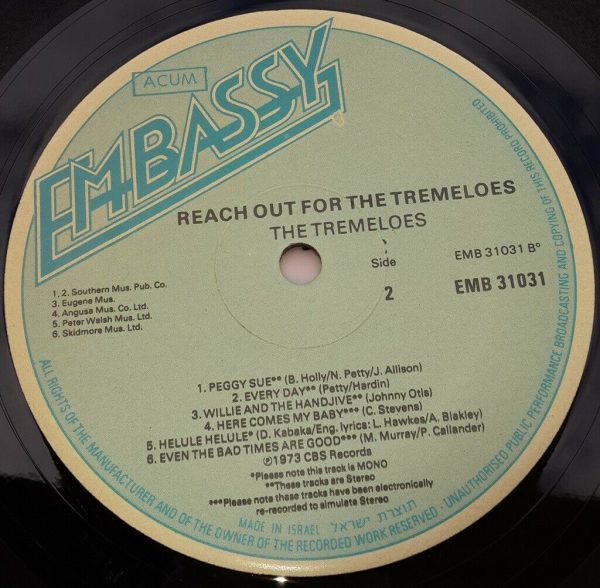 ACUM
EMBASSY
REACH OUT FOR THE TREMELOES
THE TREMELOES
Side
2
EMB 31031 B°
EMB 31031
1. 2. Southern Mus. Pub. Co.
3. Eugene Mus.
4. Angusa Mus. Co. Ltd.
5. Peter Walsh Mus. Ltd.
6. Skidmore Mus. Ltd.
1. PEGGY SUE** (B. Holly/N. Petty/J. Allison)
2. EVERY DAY** (Petty/Hardin)
3. WILLIE AND THE HANDJIVE** (Johnny Otis)
4. HERE COMES MY BABY*** (C. Stevens)
5. HELULE HELULE* (D. Kabaka/Eng. lyrics: L. Hawkes/A. Blakley)
6. EVEN THE BAD TIMES ARE GOOD*** (M. Murray/P. Callander)
℗1973 CBS Records
*Please note this track is MONO
**These tracks are Stereo
***Please note these tracks have been electronically
re-recorded to simulate Stereo
MADE IN ISRAEL תוצרת ישראל
ALL RIGHTS OF THE MANUFACTURER AND OF THE OWNER OF THE RECORDED WORK RESERVED · UNAUTHORISED PUBLIC PERFORMANCE BROADCASTING AND COPYING OF THIS RECORD PROHIBITED